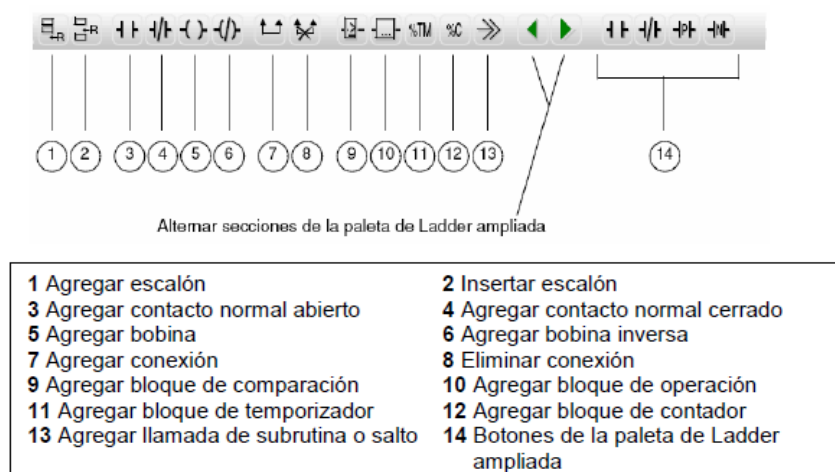 R R %TM %C P N
1 2 3 4 5 6 7 8 9 10 11 12 13 14
Alternar secciones de la paleta de Ladder ampliada
1 Agregar escalón
2 Insertar escalón
3 Agregar contacto normal abierto
4 Agregar contacto normal cerrado
5 Agregar bobina
6 Agregar bobina inversa
7 Agregar conexión
8 Eliminar conexión
9 Agregar bloque de comparación
10 Agregar bloque de operación
11 Agregar bloque de temporizador
12 Agregar bloque de contador
13 Agregar llamada de subrutina o salto
14 Botones de la paleta de Ladder
ampliada